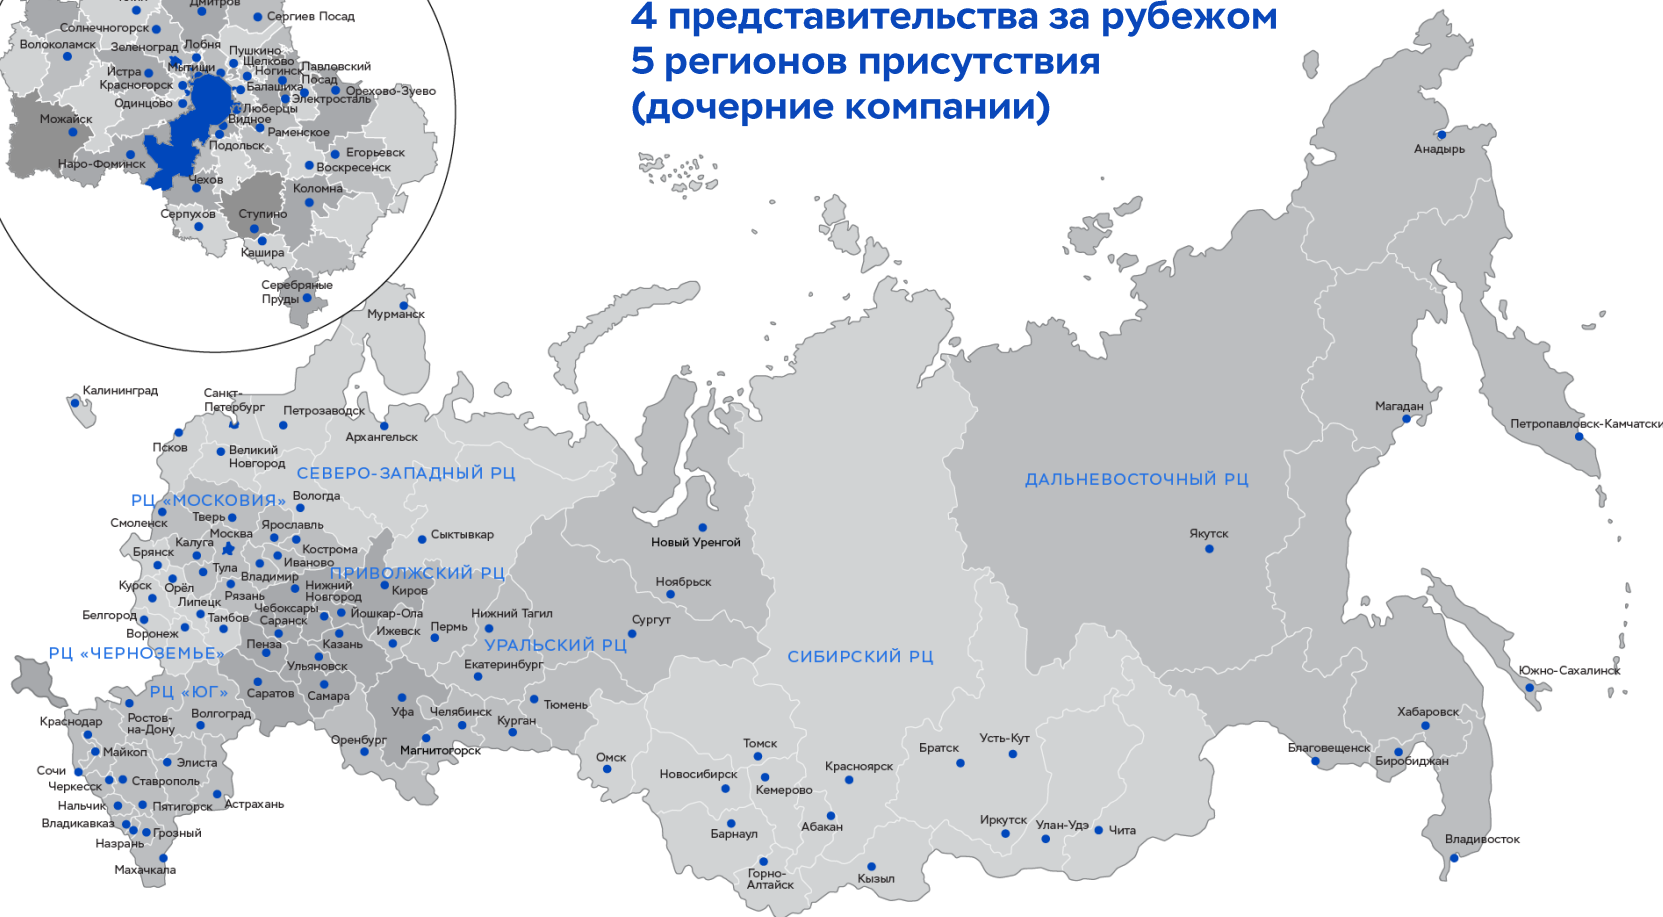 4 представительства за рубежом
5 регионов присутствия
(дочерние компании)
Дмитров
Сергиев Посад
Солнечногорск
Волоколамск
Зеленоград
Лобня
Пушкино
Щелково
Мытищи
Истра
Ногинск
Павловский
Посад
Красногорск
Балашиха
Орехово-Зуево
Электросталь
Одинцово
Люберцы
Можайск
Видное
Раменское
Подольск
Наро-Фоминск
Егорьевск
Воскресенск
Чехов
Коломна
Серпухов
Ступино
Кашира
Серебряные
Пруды
Анадырь
Мурманск
Калининград
Санкт-
Петербург
Петрозаводск
Архангельск
Псков
Великий
Новгород
Магадан
Петропавловск-Камчатски
СЕВЕРО-ЗАПАДНЫЙ РЦ
ДАЛЬНЕВОСТОЧНЫЙ РЦ
РЦ «МОСКОВИЯ»
Вологда
Смоленск
Тверь
Ярославль
Москва
Сыктывкар
Якутск
Калуга
Кострома
Новый Уренгой
Брянск
Иваново
Тула
Владимир
ПРИВОЛЖСКИЙ РЦ
Курск
Орёл
Рязань
Нижний
Новгород
Киров
Ноябрьск
Липецк
Чебоксары
Йошкар-Ола
Нижний Тагил
Белгород
Тамбов
Саранск
Сургут
Воронеж
Ижевск
Пермь
РЦ «ЧЕРНОЗЕМЬЕ»
Пенза
Казань
УРАЛЬСКИЙ РЦ
СИБИРСКИЙ РЦ
Ульяновск
Екатеринбург
Южно-Сахалинск
РЦ «ЮГ»
Саратов
Самара
Тюмень
Краснодар
Ростов-
на-Дону
Волгоград
Уфа
Челябинск
Курган
Хабаровск
Оренбург
Магнитогорск
Томск
Братск
Усть-Кут
Благовещенск
Биробиджан
Майкоп
Элиста
Омск
Сочи
Черкесск
Ставрополь
Новосибирск
Красноярск
Кемерово
Нальчик
Пятигорск
Астрахань
Владикавказ
Грозный
Барнаул
Абакан
Иркутск
Улан-Удэ
Чита
Владивосток
Назрань
Махачкала
Горно-
Алтайск
Кызыл